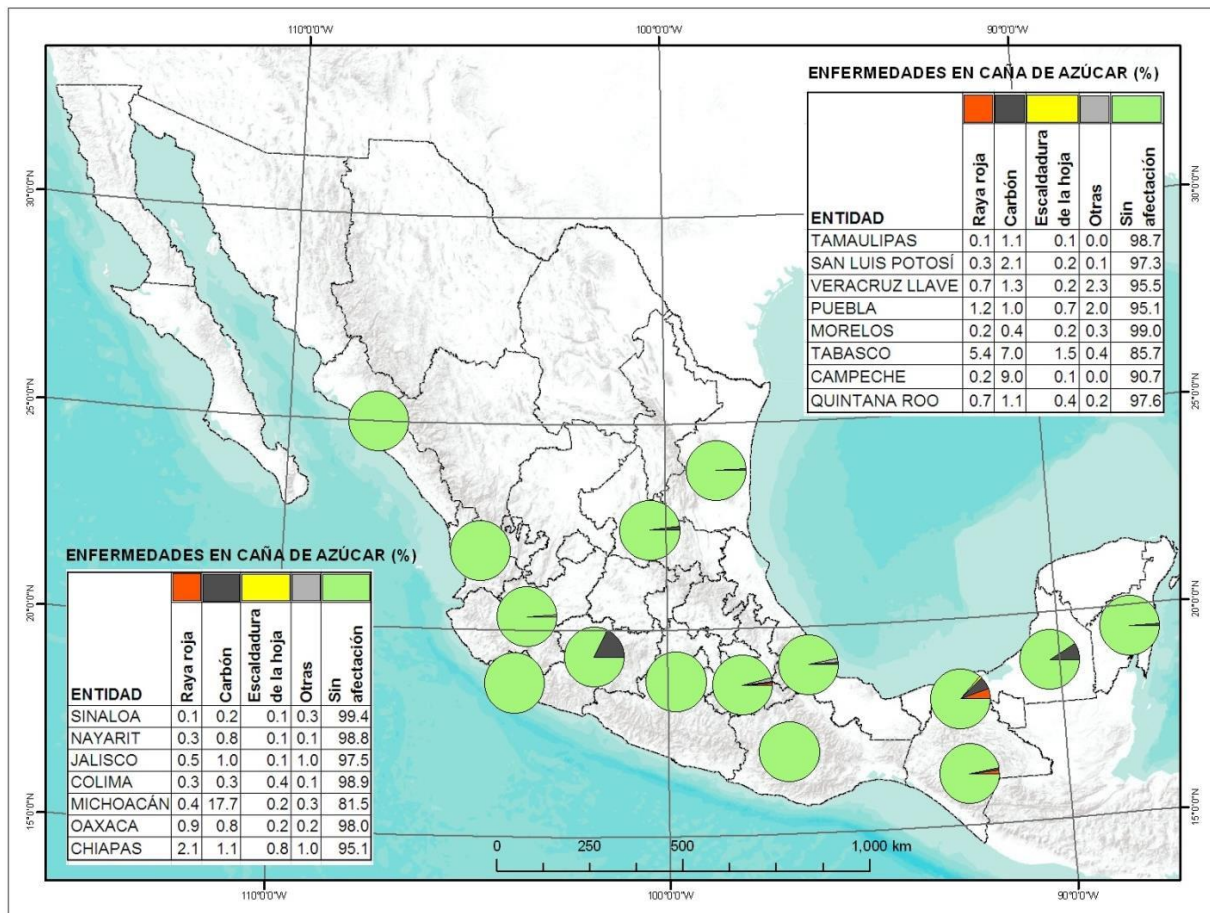 110°0'0"W 100°0'0"W 90°0'0"W
ENFERMEDADES EN CAÑA DE AZÚCAR (%)
ENTIDAD Raya roja Carbón Escaldadura de la hoja Otras Sin afectación
TAMAULIPAS 0.1 1.1 0.1 0.0 98.7
SAN LUIS POTOSÍ 0.3 2.1 0.2 0.1 97.3
VERACRUZ LLAVE 0.7 1.3 0.2 2.3 95.5
PUEBLA 1.2 1.0 0.7 2.0 95.1
MORELOS 0.2 0.4 0.2 0.3 99.0
TABASCO 5.4 7.0 1.5 0.4 85.7
CAMPECHE 0.2 9.0 0.1 0.0 90.7
QUINTANA ROO 0.7 1.1 0.4 0.2 97.6
30°0'0"N 30°0'0"N
25°0'0"N 25°0'0"N
20°0'0"N 20°0'0"N
15°0'0"N 15°0'0"N
ENFERMEDADES EN CAÑA DE AZÚCAR (%)
ENTIDAD Raya roja Carbón Escaldadura de la hoja Otras Sin afectación
SINALOA 0.1 0.2 0.1 0.3 99.4
NAYARIT 0.3 0.8 0.1 0.1 98.8
JALISCO 0.5 1.0 0.1 1.0 97.5
COLIMA 0.3 0.3 0.4 0.1 98.9
MICHOACÁN 0.4 17.7 0.2 0.3 81.5
OAXACA 0.9 0.8 0.2 0.2 98.0
CHIAPAS 2.1 1.1 0.8 1.0 95.1
0 250 500 1,000 km
110°0'0"W 100°0'0"W 90°0'0"W